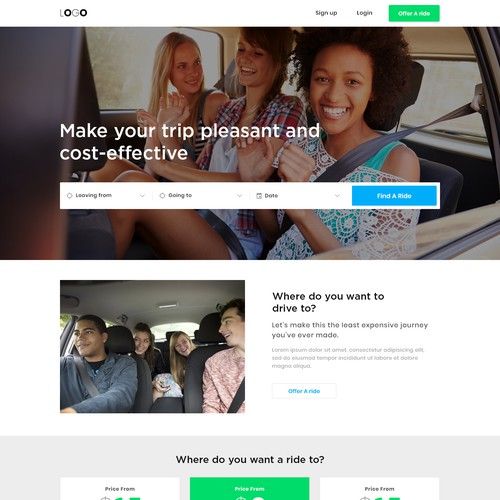 LOGO
Sign up
Login
Offer A ride
Make your trip pleasant and
cost-effective
Leaving from
Going to
Date
Find A Ride
Where do you want to
drive to?
Let's make this the least expensive journey
you've ever made.
Lorem ipsum dolor sit amet, consectetur adipisicing elit,
sed do eiusmod tempor incididunt ut labore et dolore
magna aliqua.
Offer A ride
Where do you want a ride to?
Price From
Price From
Price From